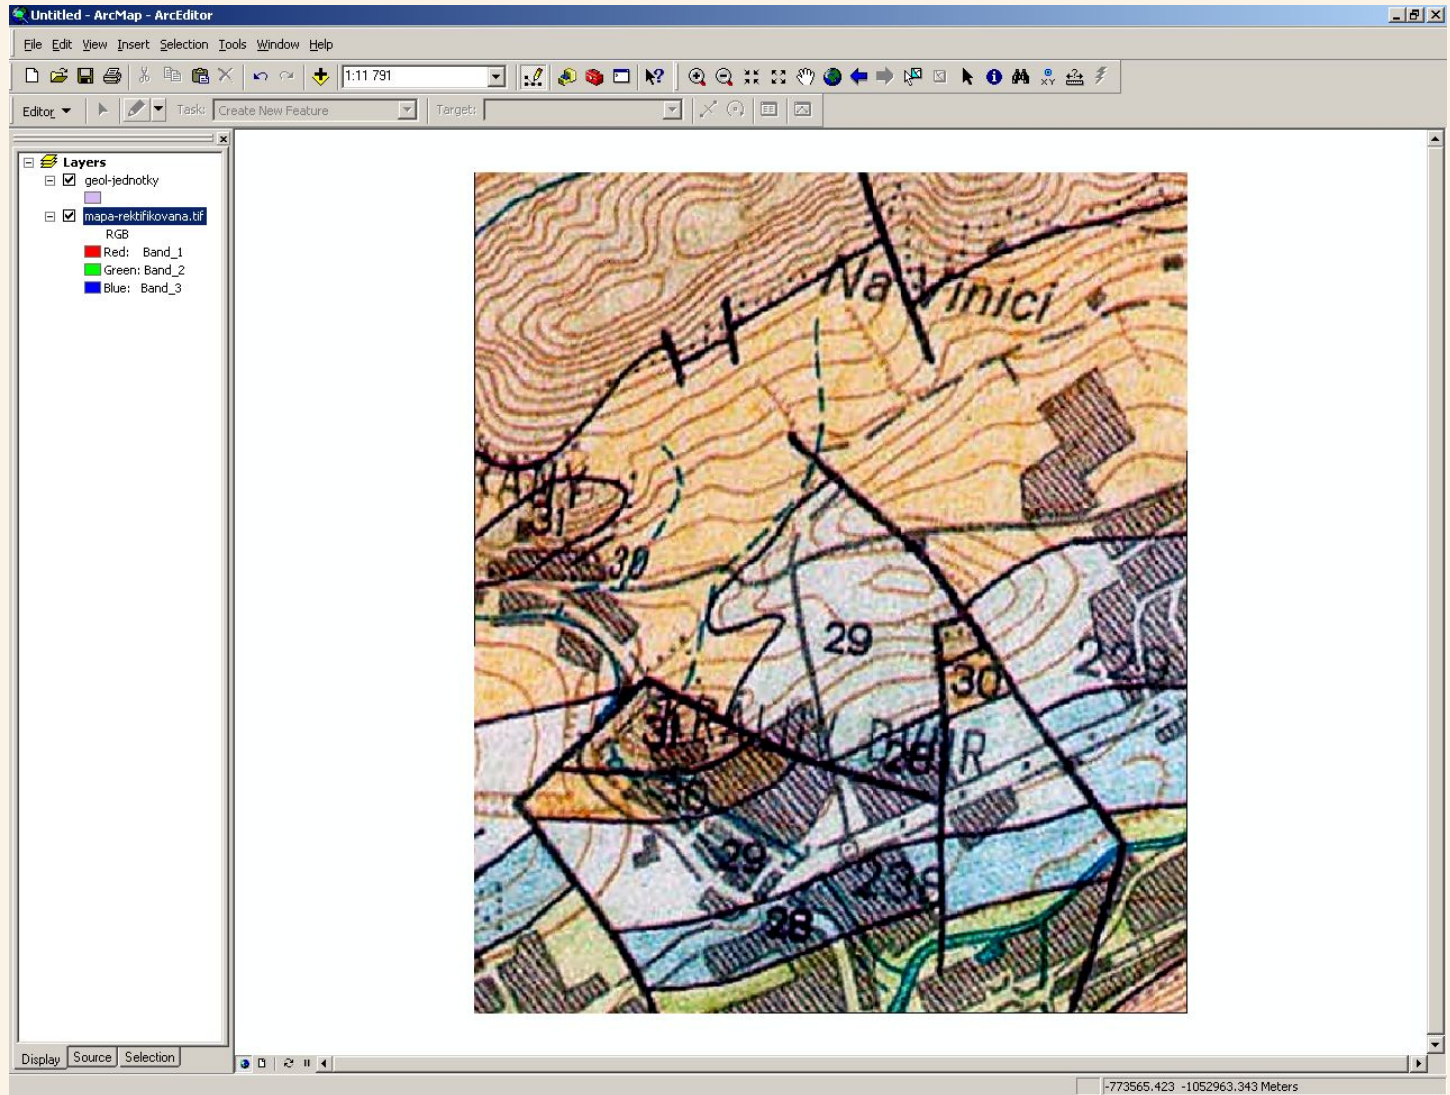 Untitled - ArcMap - ArcEditor
File Edit View Insert Selection Tools Window Help
1:11 791
Editor Task: Create New Feature Target:
Layers
geol-jednotky
mapa-rektifikovana.tif
RGB
Red: Band_1
Green: Band_2
Blue: Band_3
Na Vinici
31
30
29
30
31
30
29
28
Display Source Selection
-773565.423 -1052963.343 Meters